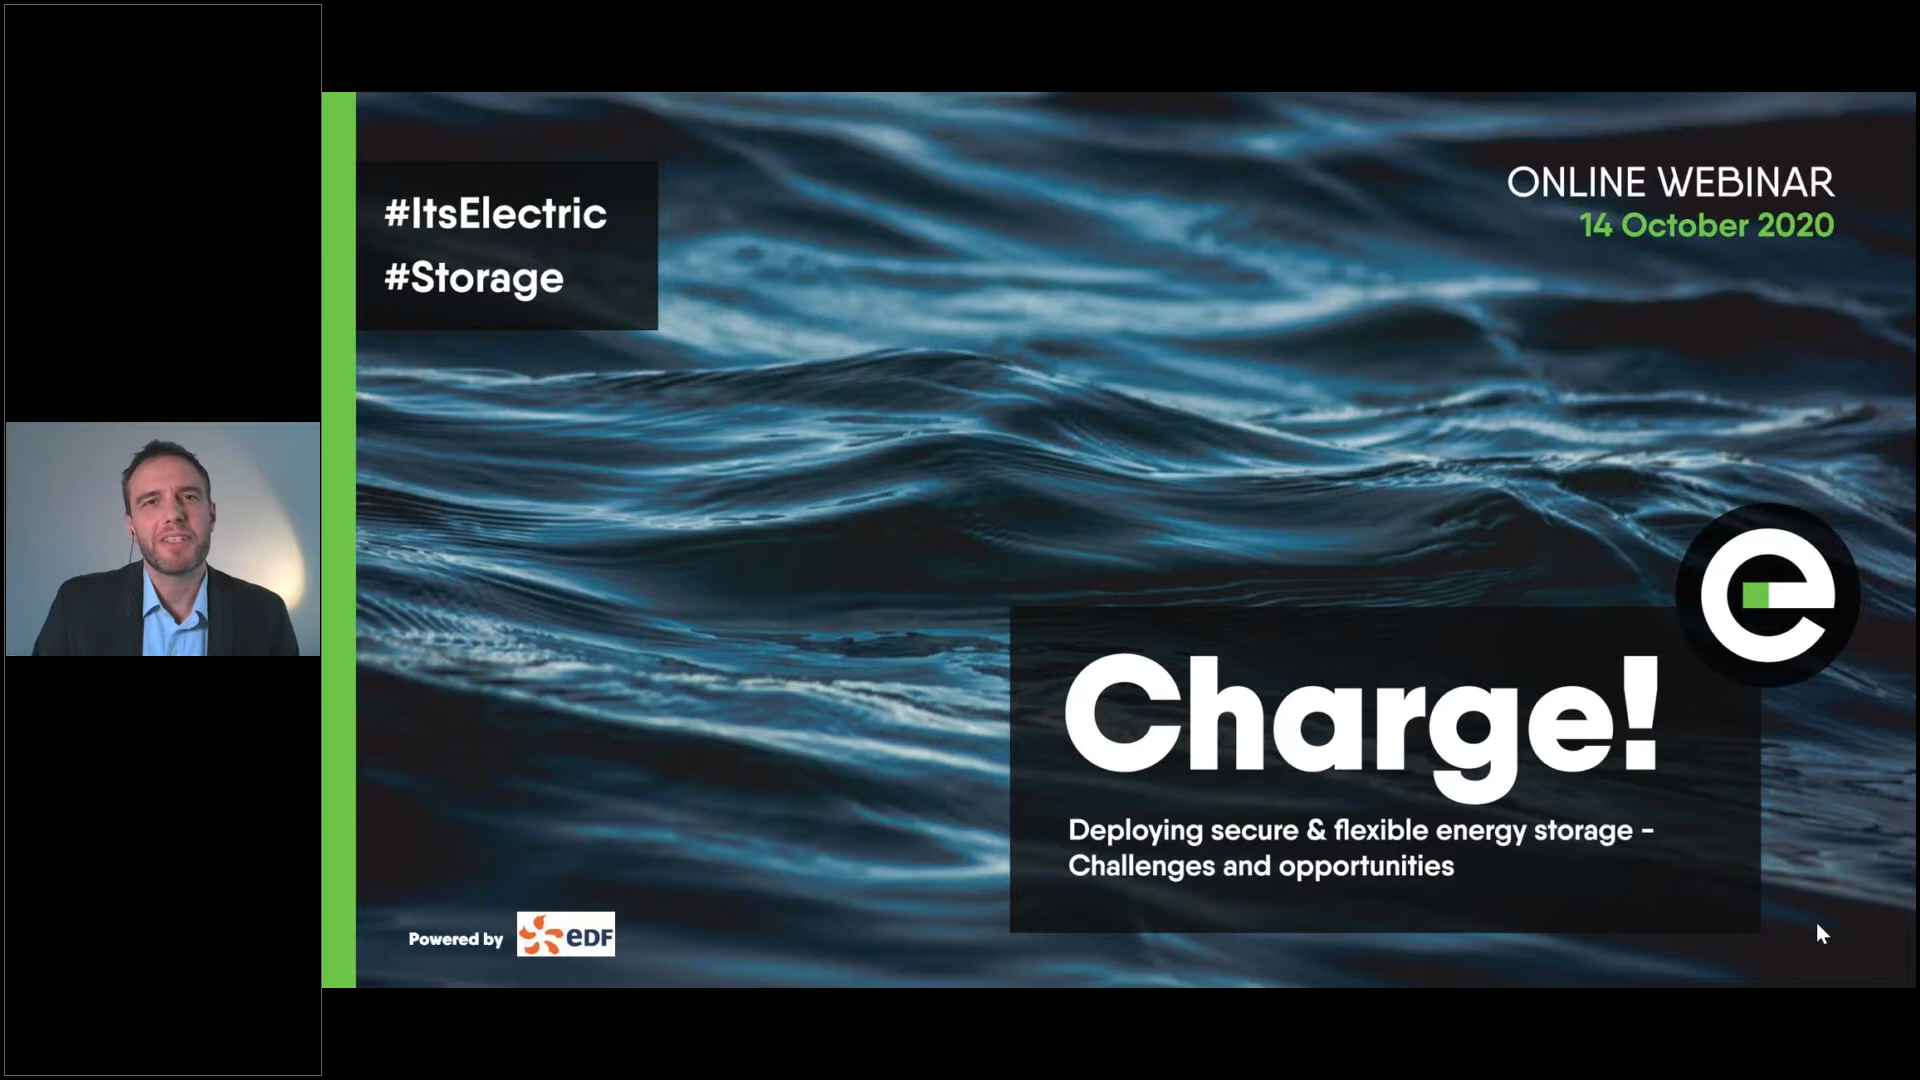 #ItsElectric
#Storage
ONLINE WEBINAR
14 October 2020
e
Charge!
Deploying secure & flexible energy storage -
Challenges and opportunities
Powered by
eDF